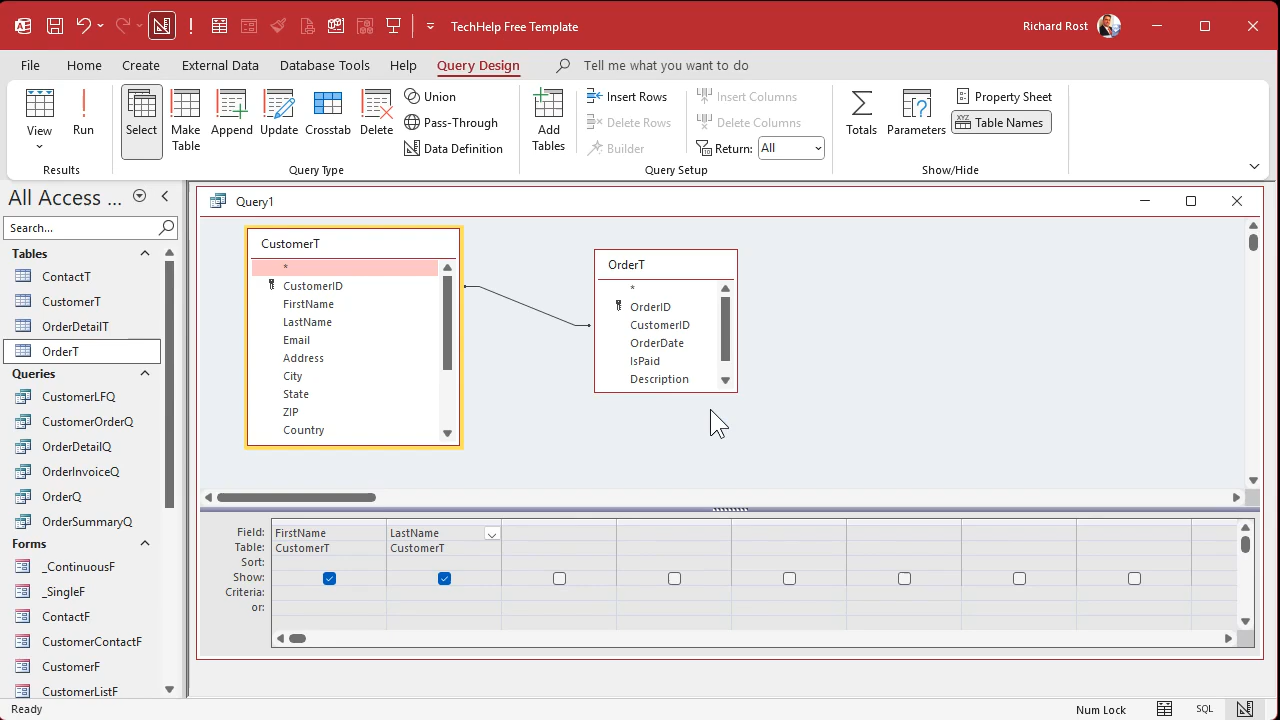 TechHelp Free Template
Richard Rost
File Home Create External Data Database Tools Help Query Design Tell me what you want to do
View
Run
Results
Select
Make Table
Append
Update
Crosstab
Delete
Union
Pass-Through
Data Definition
Query Type
Add Tables
Insert Rows
Delete Rows
Builder
Insert Columns
Delete Columns
Return: All
Query Setup
Totals
Parameters
Property Sheet
Table Names
Show/Hide
All Access ...
Search...
Tables
ContactT
CustomerT
OrderDetailT
OrderT
Queries
CustomerLFQ
CustomerOrderQ
OrderDetailQ
OrderInvoiceQ
OrderQ
OrderSummaryQ
Forms
_ContinuousF
_SingleF
ContactF
CustomerContactF
CustomerF
CustomerListF
Query1
CustomerT
*
CustomerID
FirstName
LastName
Email
Address
City
State
ZIP
Country
OrderT
*
OrderID
CustomerID
OrderDate
IsPaid
Description
Field: FirstName LastName
Table: CustomerT CustomerT
Sort:
Show:
Criteria:
or:
Ready
Num Lock
SQL